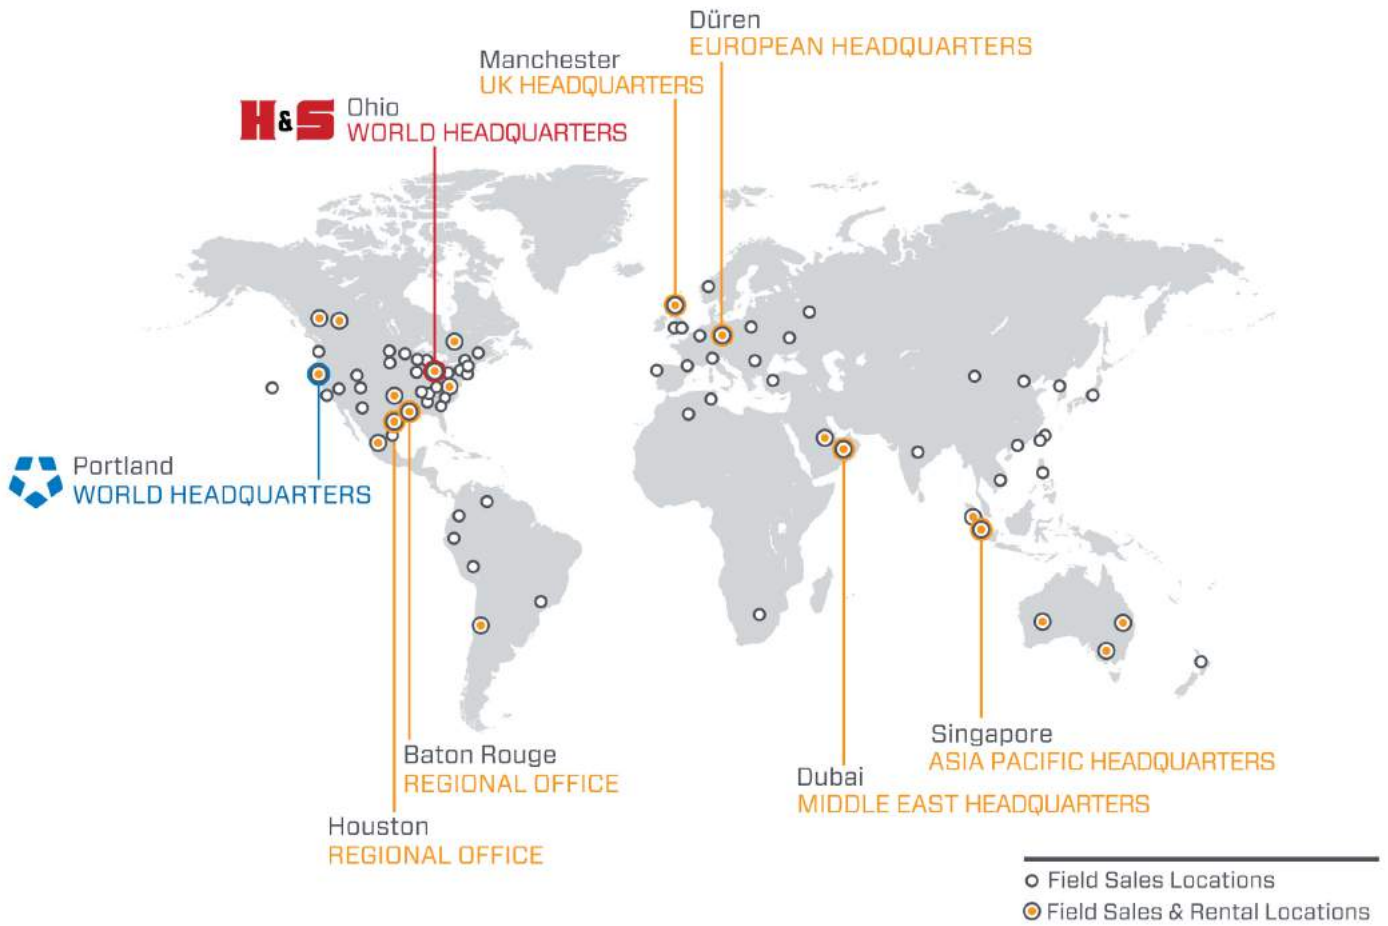 Düren
EUROPEAN HEADQUARTERS
Manchester
UK HEADQUARTERS
H&S
Ohio
WORLD HEADQUARTERS
Portland
WORLD HEADQUARTERS
Baton Rouge
REGIONAL OFFICE
Houston
REGIONAL OFFICE
Singapore
ASIA PACIFIC HEADQUARTERS
Dubai
MIDDLE EAST HEADQUARTERS
Field Sales Locations
Field Sales & Rental Locations